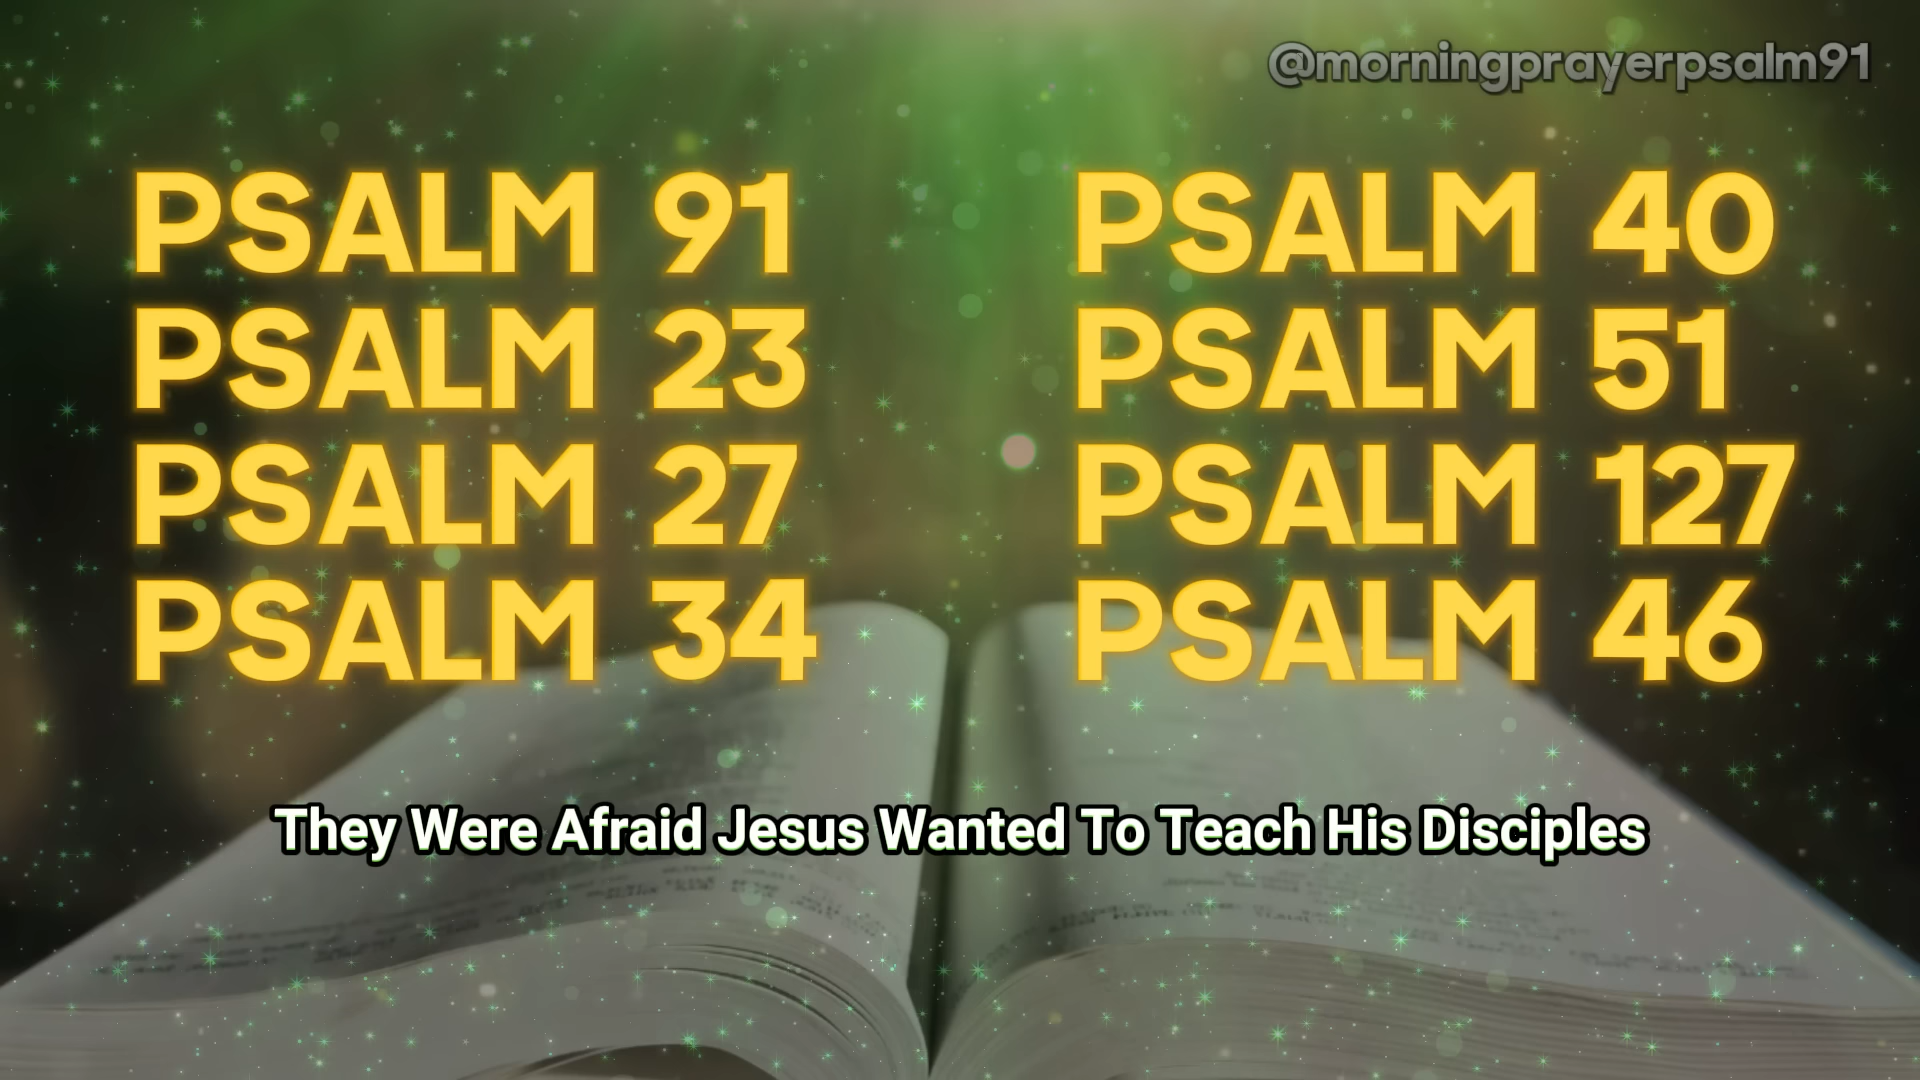 @morningprayerpsalm91
PSALM 91
PSALM 23
PSALM 27
PSALM 34
PSALM 40
PSALM 51
PSALM 127
PSALM 46
They Were Afraid Jesus Wanted To Teach His Disciples